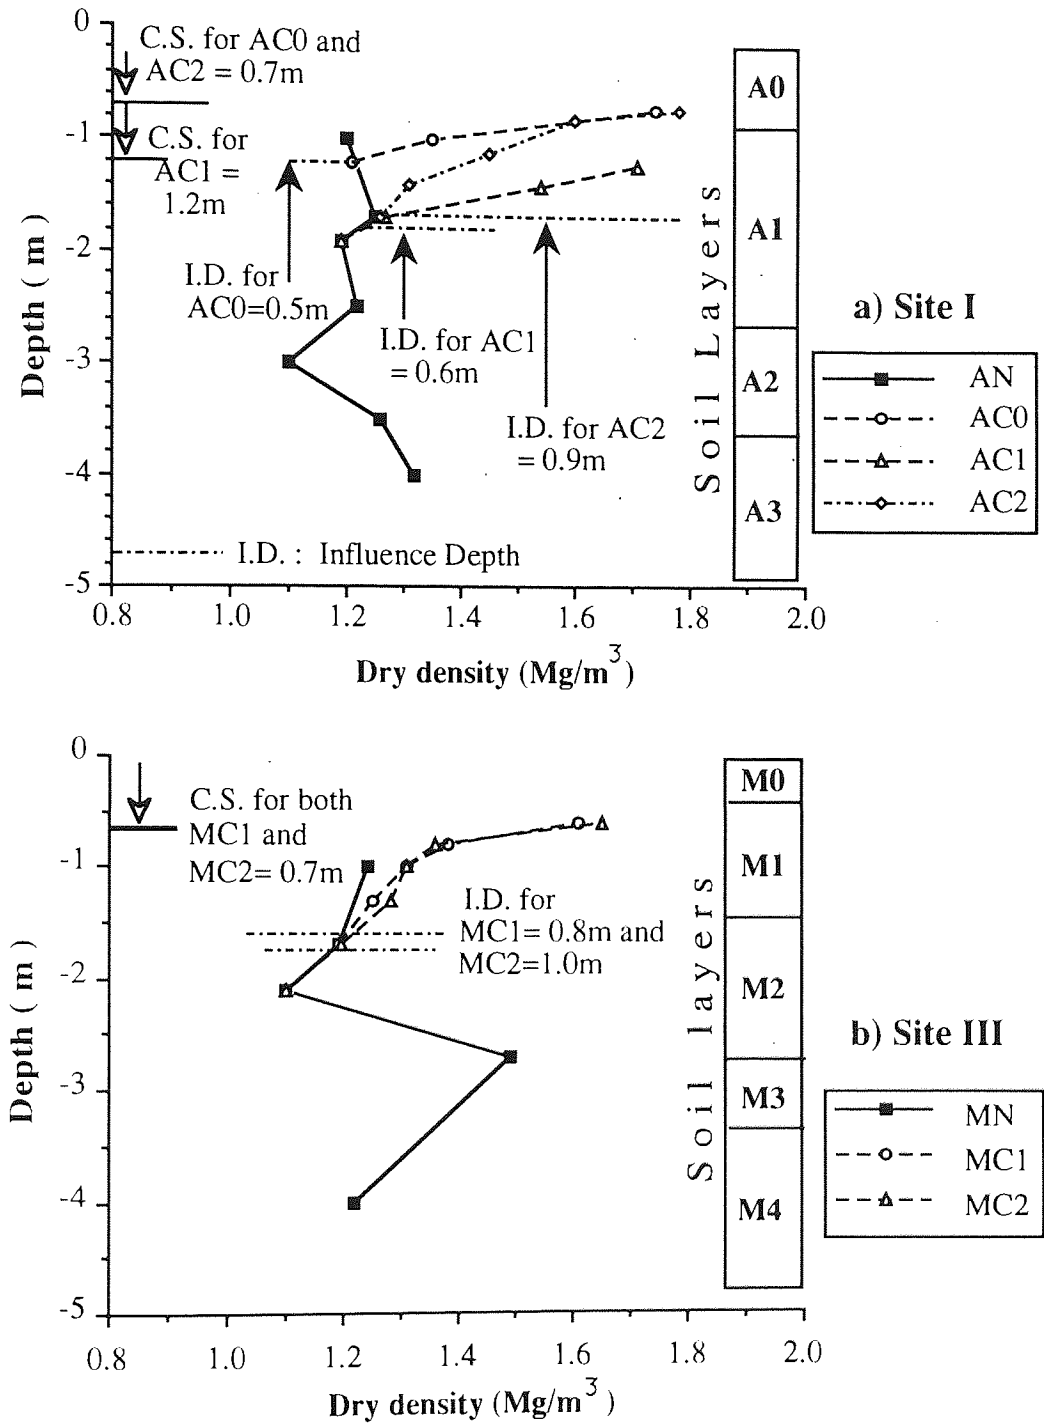 0
-1
-2
-3
-4
-5
Depth ( m )
C.S. for AC0 and
AC2 = 0.7m
C.S. for
AC1 =
1.2m
I.D. for
AC0=0.5m
I.D. for AC1
= 0.6m
I.D. for AC2
= 0.9m
I.D. : Influence Depth
Soil Layers
A0
A1
A2
A3
a) Site I
AN
AC0
AC1
AC2
0.8 1.0 1.2 1.4 1.6 1.8 2.0
Dry density (Mg/m³)
0
-1
-2
-3
-4
-5
Depth ( m )
C.S. for both
MC1 and
MC2= 0.7m
I.D. for
MC1= 0.8m and
MC2=1.0m
Soil layers
M0
M1
M2
M3
M4
b) Site III
MN
MC1
MC2
0.8 1.0 1.2 1.4 1.6 1.8 2.0
Dry density (Mg/m³)